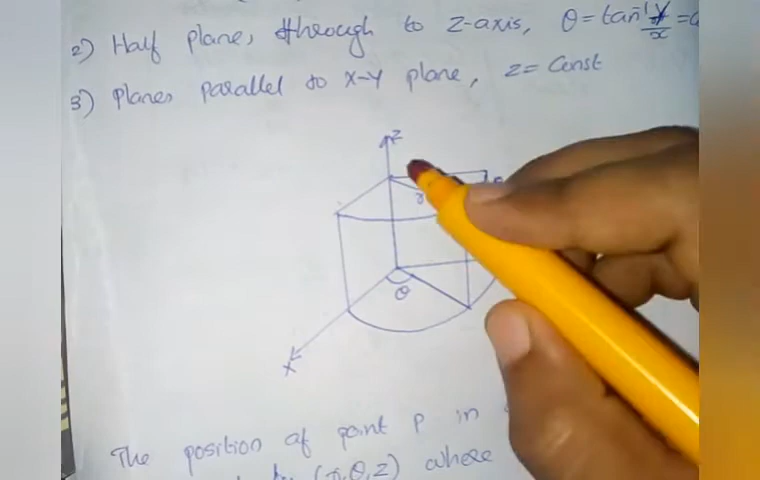 2) Half planes through to z-axis, θ = tan⁻¹ y/x =
3) planes parallel to x-y plane, z = Const
z
r
θ
x
The position of point P in
(r,θ,z) where